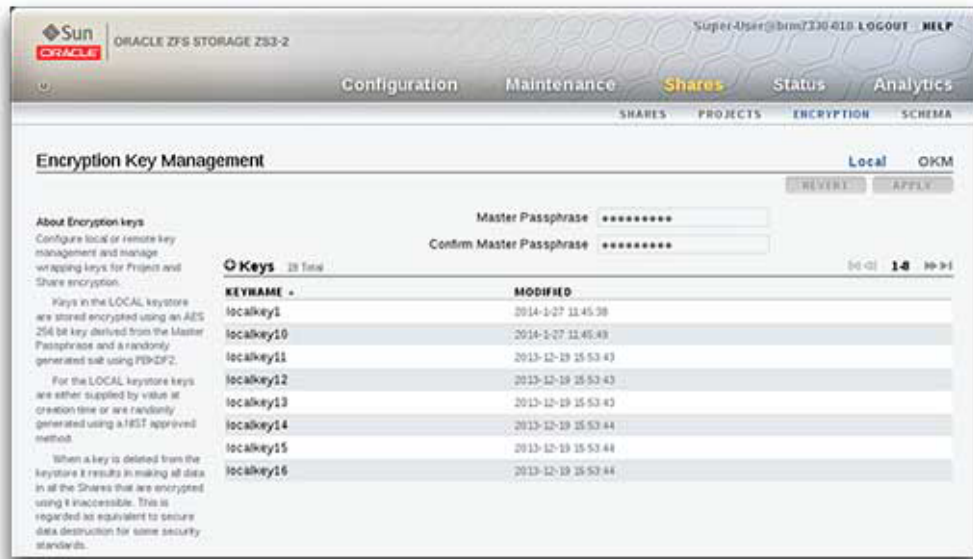 Sun
ORACLE
ORACLE ZFS STORAGE ZS3-2
Super-User@brm7330-010 LOGOUT HELP
Configuration Maintenance Shares Status Analytics
SHARES PROJECTS ENCRYPTION SCHEMA
Encryption Key Management
Local OKM
REVERT APPLY
About Encryption keys
Configure local or remote key
management and manage
wrapping keys for Project and
Share encryption.
Keys in the LOCAL keystore
are stored encrypted using an AES
256 bit key derived from the Master
Passphrase and a randomly
generated salt using PBKDF2.
For the LOCAL keystore keys
are either supplied by value at
creation time or are randomly
generated using a NIST approved
method.
When a key is deleted from the
keystore it results in making all data
in all the Shares that are encrypted
using it inaccessible. This is
regarded as equivalent to secure
data destruction for some security
standards.
Master Passphrase •••••••••
Confirm Master Passphrase •••••••••
Keys Total 1-8
KEYNAME MODIFIED
localkey1 2014-1-27 11:45:38
localkey10 2014-1-27 11:45:49
localkey11 2013-12-19 15:53:43
localkey12 2013-12-19 15:53:43
localkey13 2013-12-19 15:53:43
localkey14 2013-12-19 15:53:44
localkey15 2013-12-19 15:53:44
localkey16 2013-12-19 15:53:44